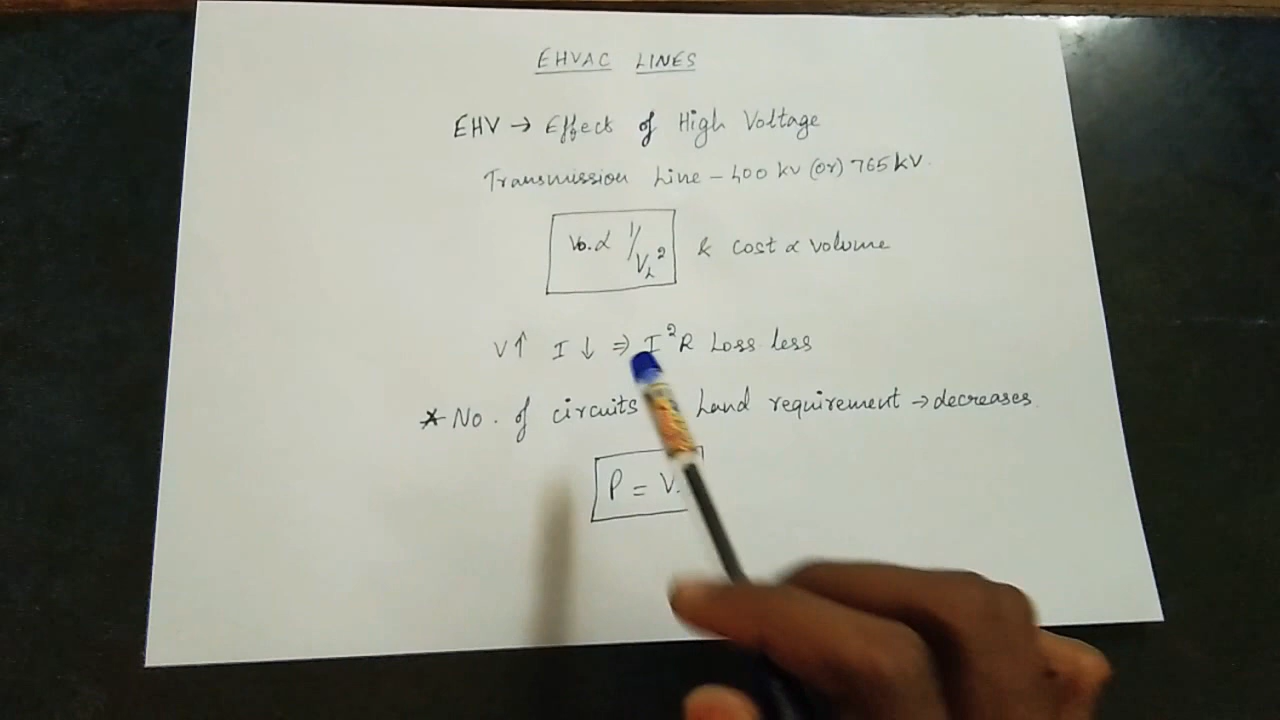 EHVAC LINES
EHV → Effect of High Voltage
Transmission Line – 400 kV (or) 765 kV.
Vo. ∝ 1/V_L² & cost ∝ volume
V↑ I↓ ⇒ I²R Loss less
* No. of circuits Land requirement → decreases
P = V